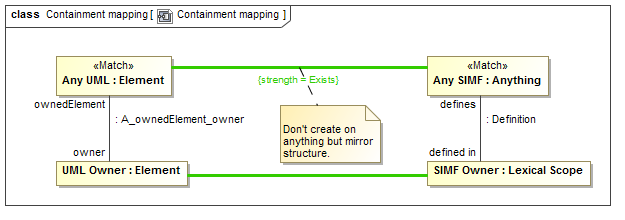 class Containment mapping [ Containment mapping ]
«Match»
Any UML : Element
{strength = Exists}
«Match»
Any SIMF : Anything
ownedElement
: A_ownedElement_owner
owner
Don't create on
anything but mirror
structure.
defines
: Definition
defined in
UML Owner : Element
SIMF Owner : Lexical Scope